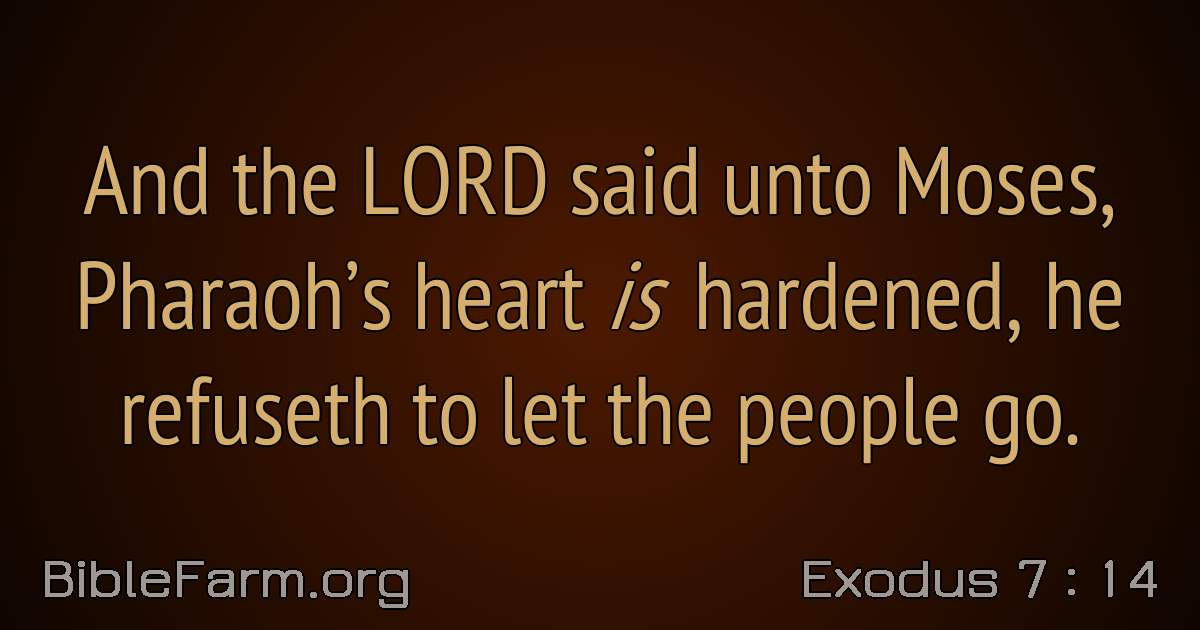 And the LORD said unto Moses,
Pharaoh’s heart is hardened, he
refuseth to let the people go.
BibleFarm.org
Exodus 7 : 14